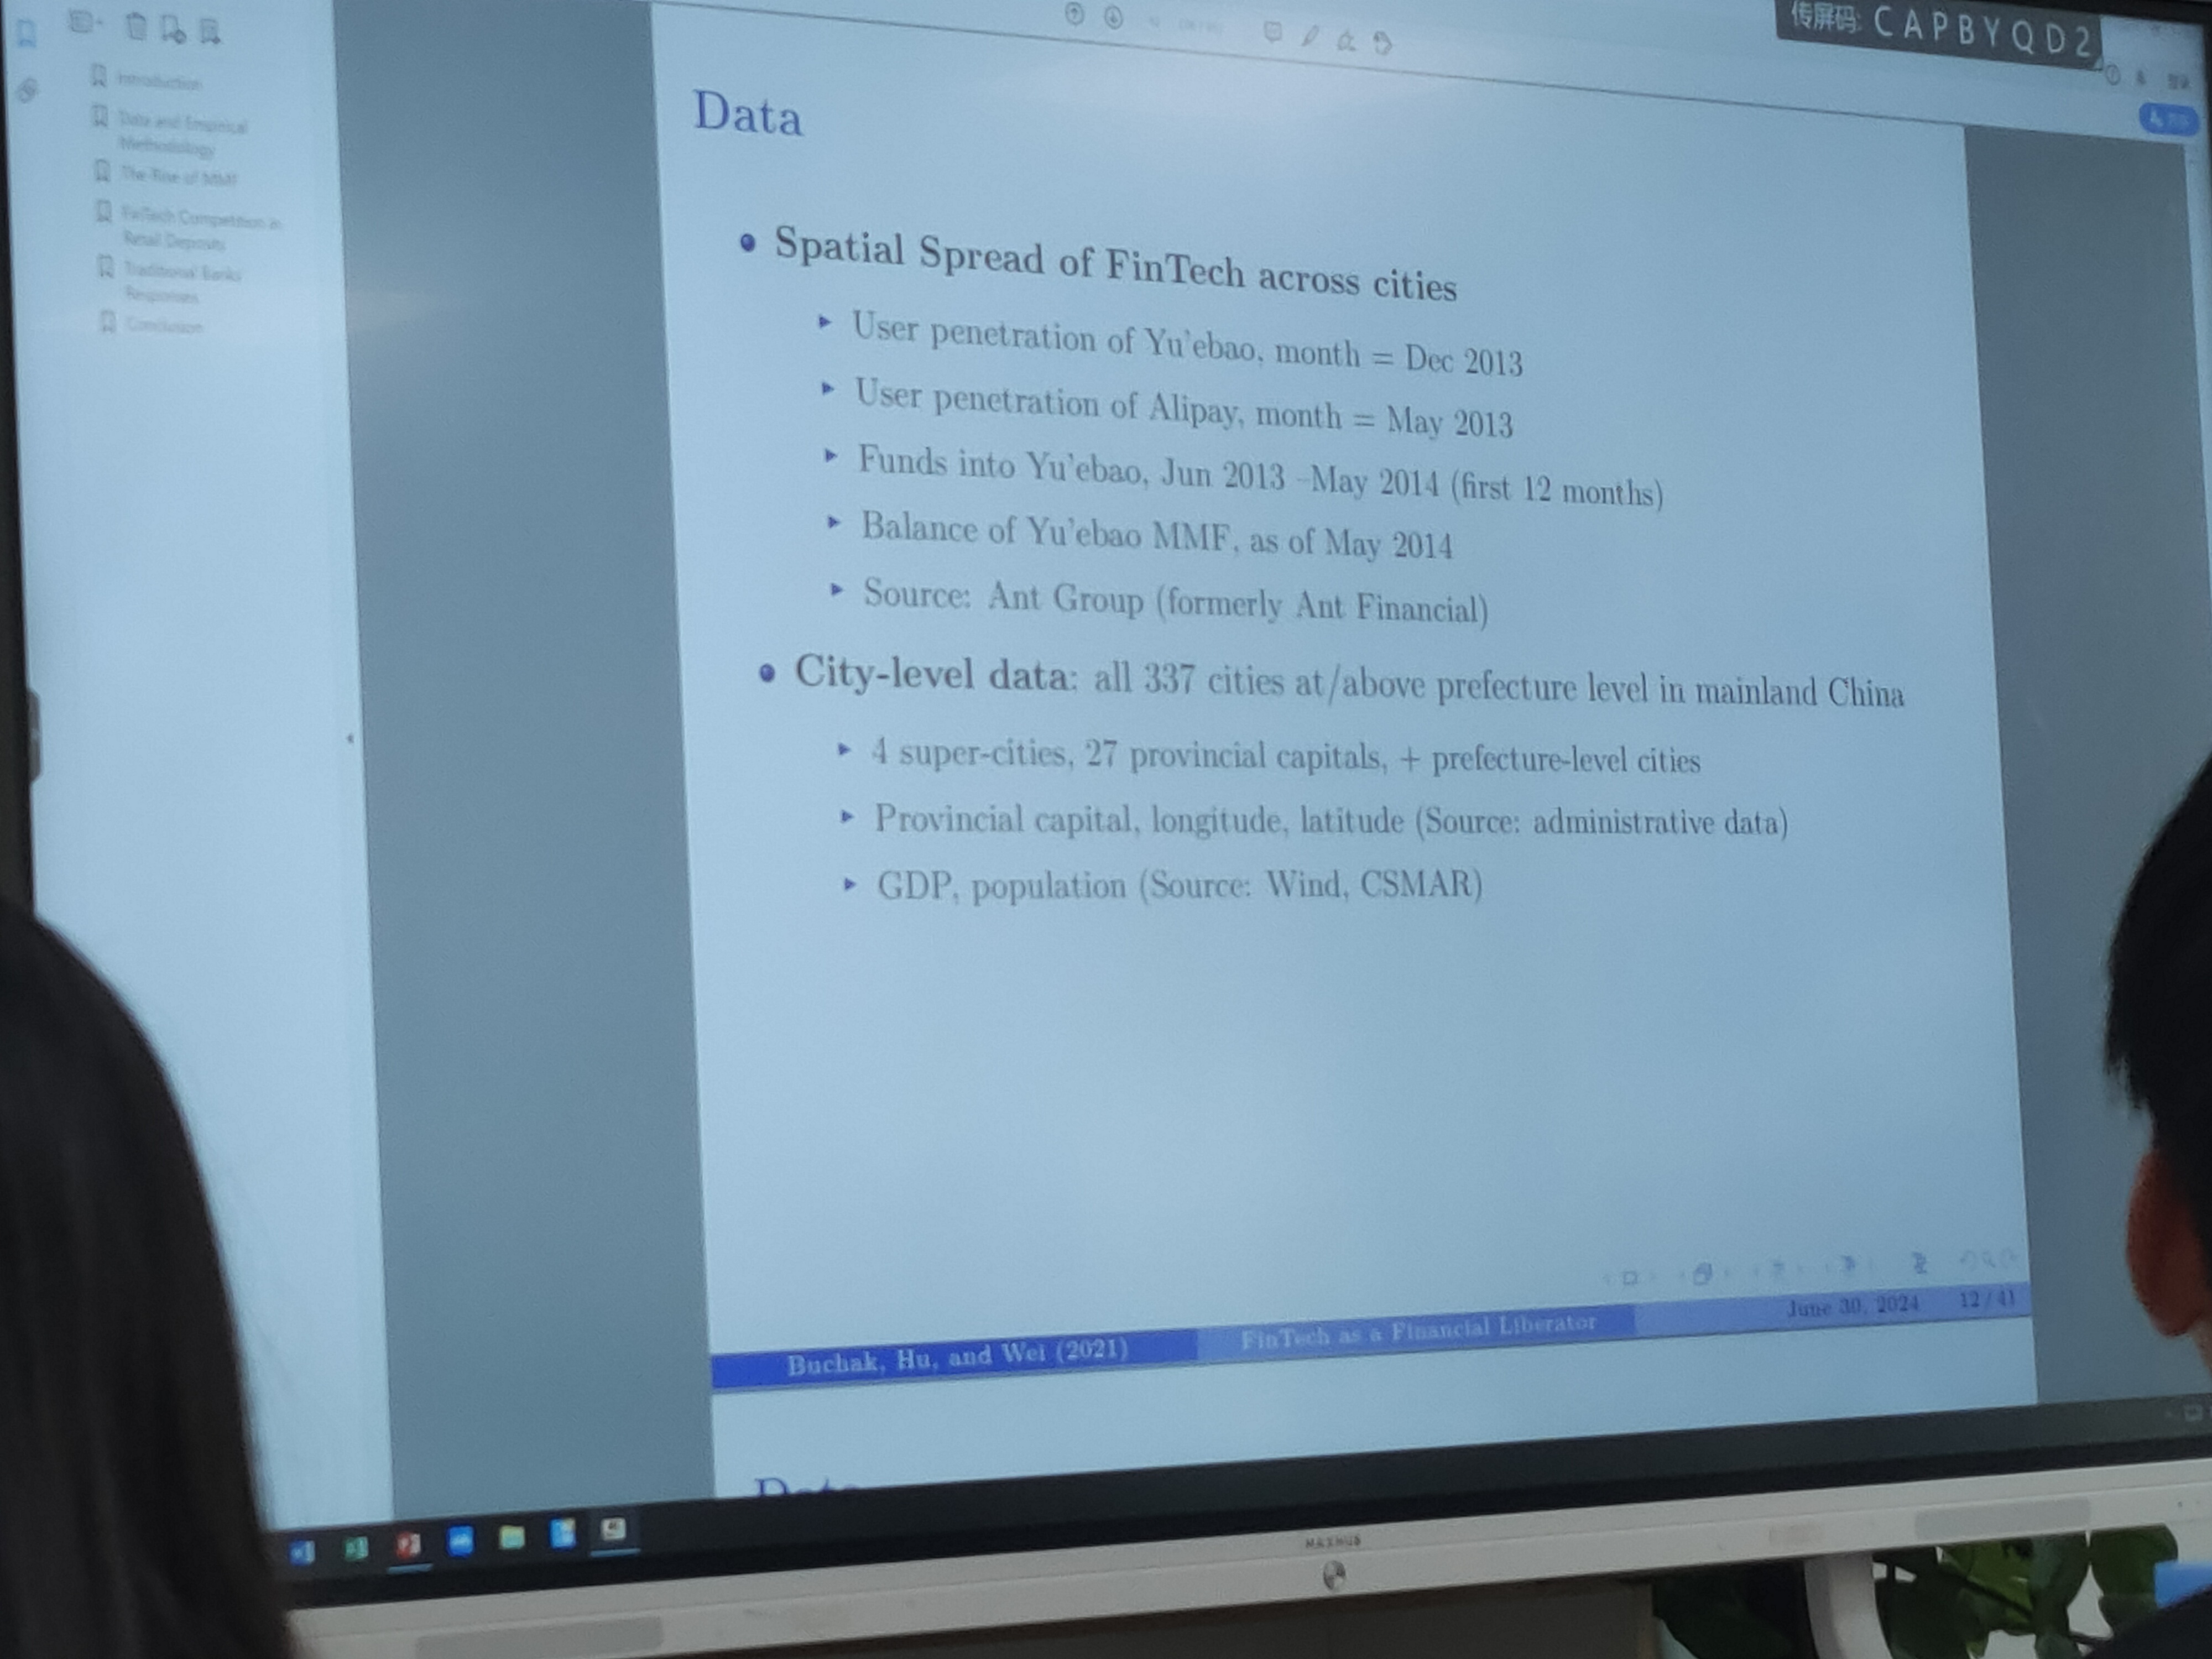 传屏码: CAPBYQD2
Introduction
Data and Empirical
Methodology
The Rise of MMF
FinTech Competition in
Retail Deposits
Traditional Banks
Responses
Conclusion
Data
Spatial Spread of FinTech across cities
User penetration of Yu'ebao, month = Dec 2013
User penetration of Alipay, month = May 2013
Funds into Yu'ebao, Jun 2013 –May 2014 (first 12 months)
Balance of Yu'ebao MMF, as of May 2014
Source: Ant Group (formerly Ant Financial)
City-level data: all 337 cities at/above prefecture level in mainland China
4 super-cities, 27 provincial capitals, + prefecture-level cities
Provincial capital, longitude, latitude (Source: administrative data)
GDP, population (Source: Wind, CSMAR)
Buchak, Hu, and Wei (2021) FinTech as a Financial Liberator June 30, 2024 12 / 41
Data
MAXHUB